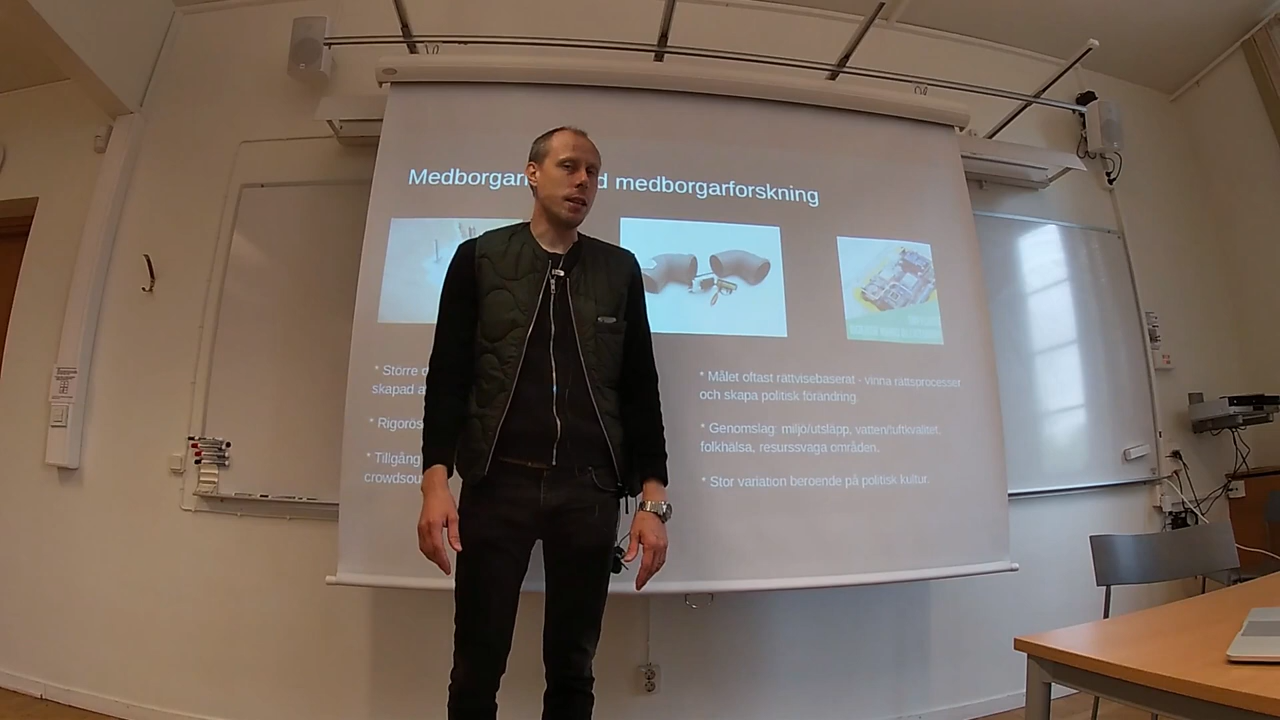 Medborgar d medborgarforskning
* Större
skapad a
* Rigorös
* Tillgång
crowdsou
* Målet oftast rättvisebaserat - vinna rättsprocesser
och skapa politisk förändring.
* Genomslag: miljö/utsläpp, vatten/luftkvalitet,
folkhälsa, resurssvaga områden.
* Stor variation beroende på politisk kultur.